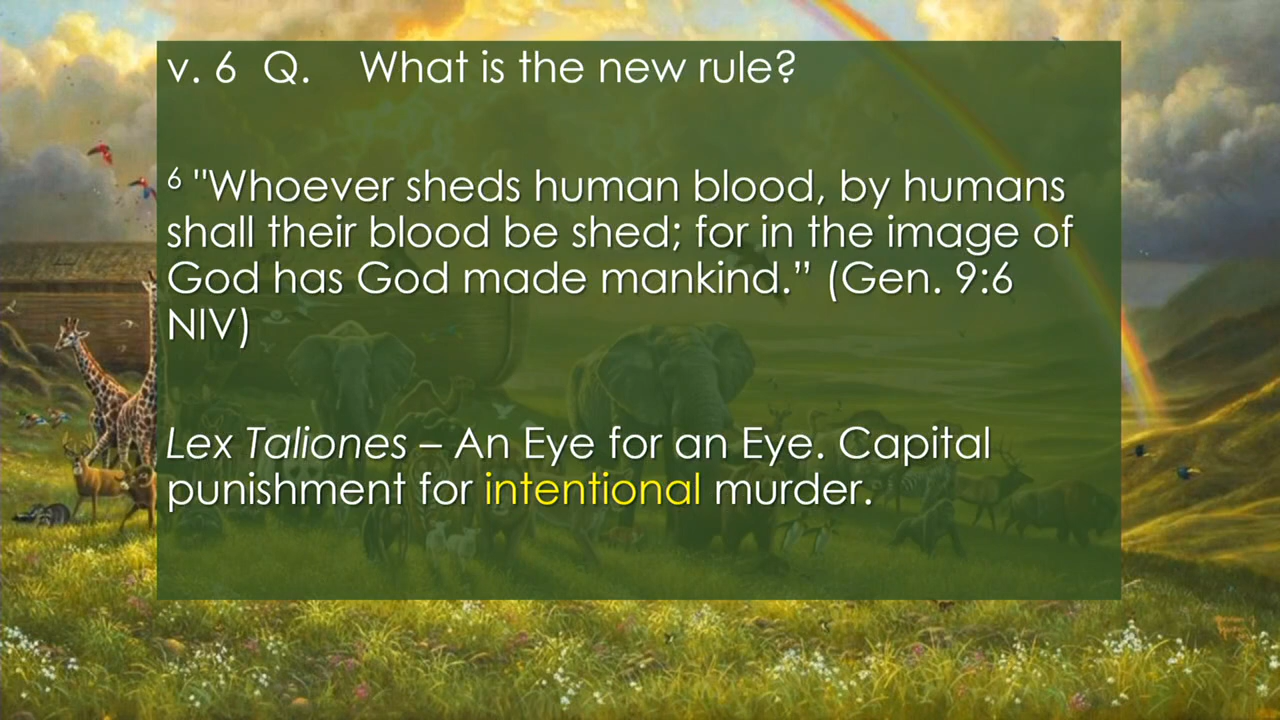 v. 6 Q. What is the new rule?
6 "Whoever sheds human blood, by humans
shall their blood be shed; for in the image of
God has God made mankind.” (Gen. 9:6
NIV)
Lex Taliones – An Eye for an Eye. Capital
punishment for intentional murder.